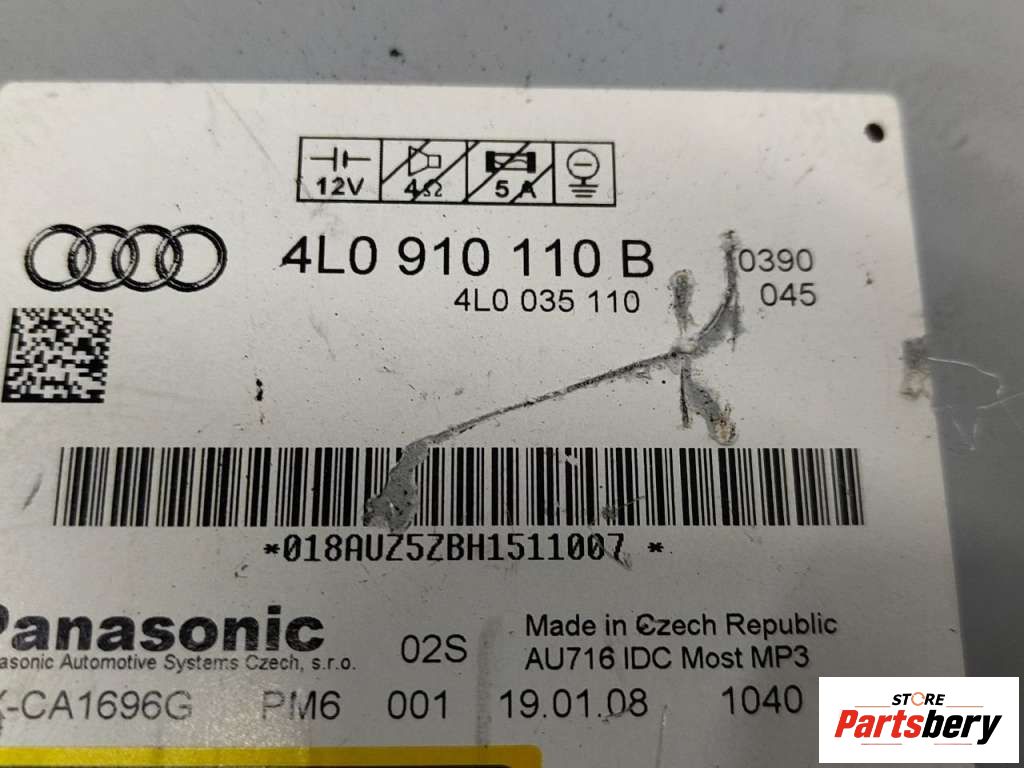 12V 4Ω 5 A
4L0 910 110 B
0390
4L0 035 110
045
*018AUZ5ZBH1511007 *
Panasonic
02S
Made in Czech Republic
Automotive Systems Czech, s.r.o.
AU716 IDC Most MP3
-CA1696G PM6 001 19.01.08 1040
STORE
Partsbery